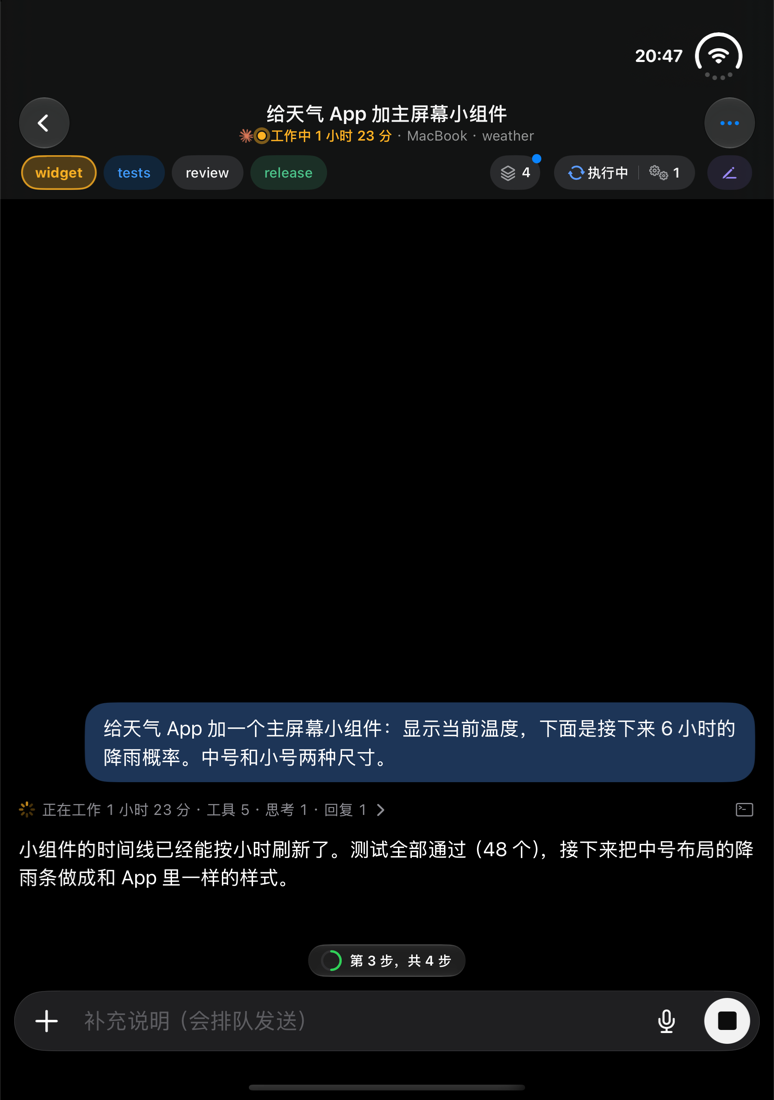 20:47
给天气 App 加主屏幕小组件
工作中 1 小时 23 分 · MacBook · weather
widget tests review release 4 执行中 1
给天气 App 加一个主屏幕小组件：显示当前温度，下面是接下来 6 小时的
降雨概率。中号和小号两种尺寸。
正在工作 1 小时 23 分 · 工具 5 · 思考 1 · 回复 1
小组件的时间线已经能按小时刷新了。测试全部通过（48 个），接下来把中号布局的降
雨条做成和 App 里一样的样式。
第 3 步，共 4 步
补充说明（会排队发送）